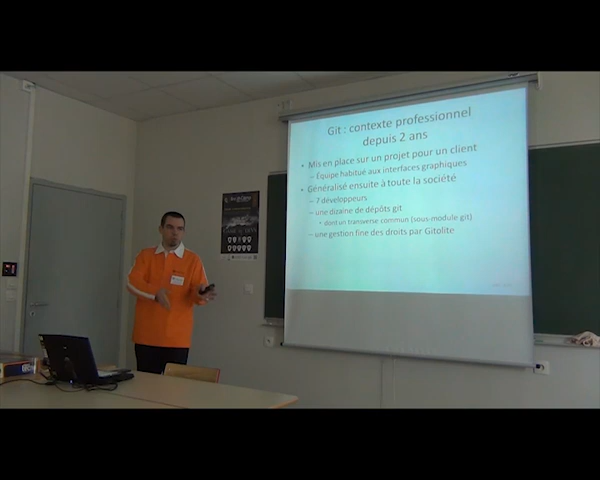 Git : contexte professionnel
depuis 2 ans
• Mis en place sur un projet pour un client
– Équipe habitué aux interfaces graphiques
• Généralisé ensuite à toute la société
– 7 développeurs
– une dizaine de dépôts git
• dont un transverse commun (sous-module git)
– une gestion fine des droits par Gitolite